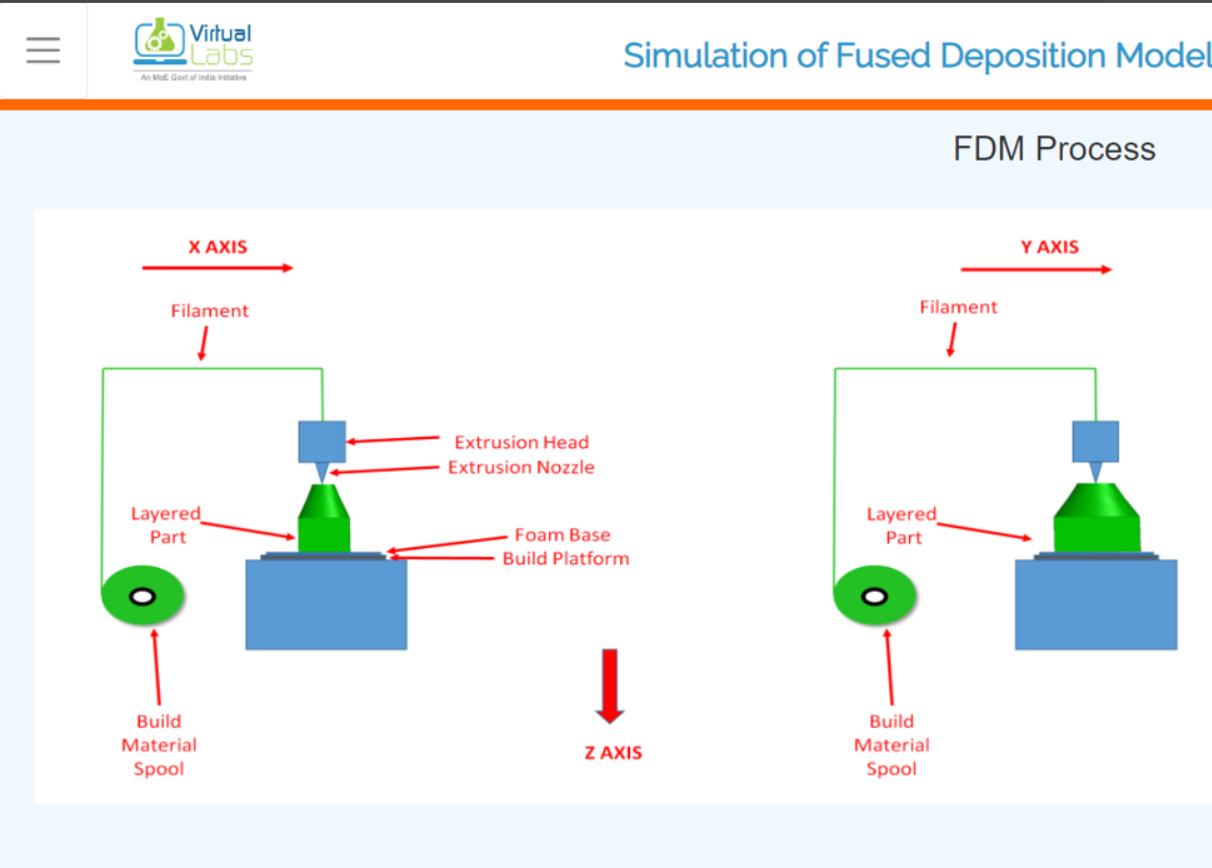 Virtual
Labs
An MoE Govt of India Initiative
Simulation of Fused Deposition Model
FDM Process
X AXIS
Filament
Extrusion Head
Extrusion Nozzle
Layered
Part
Foam Base
Build Platform
Build
Material
Spool
Z AXIS
Y AXIS
Filament
Layered
Part
Build
Material
Spool